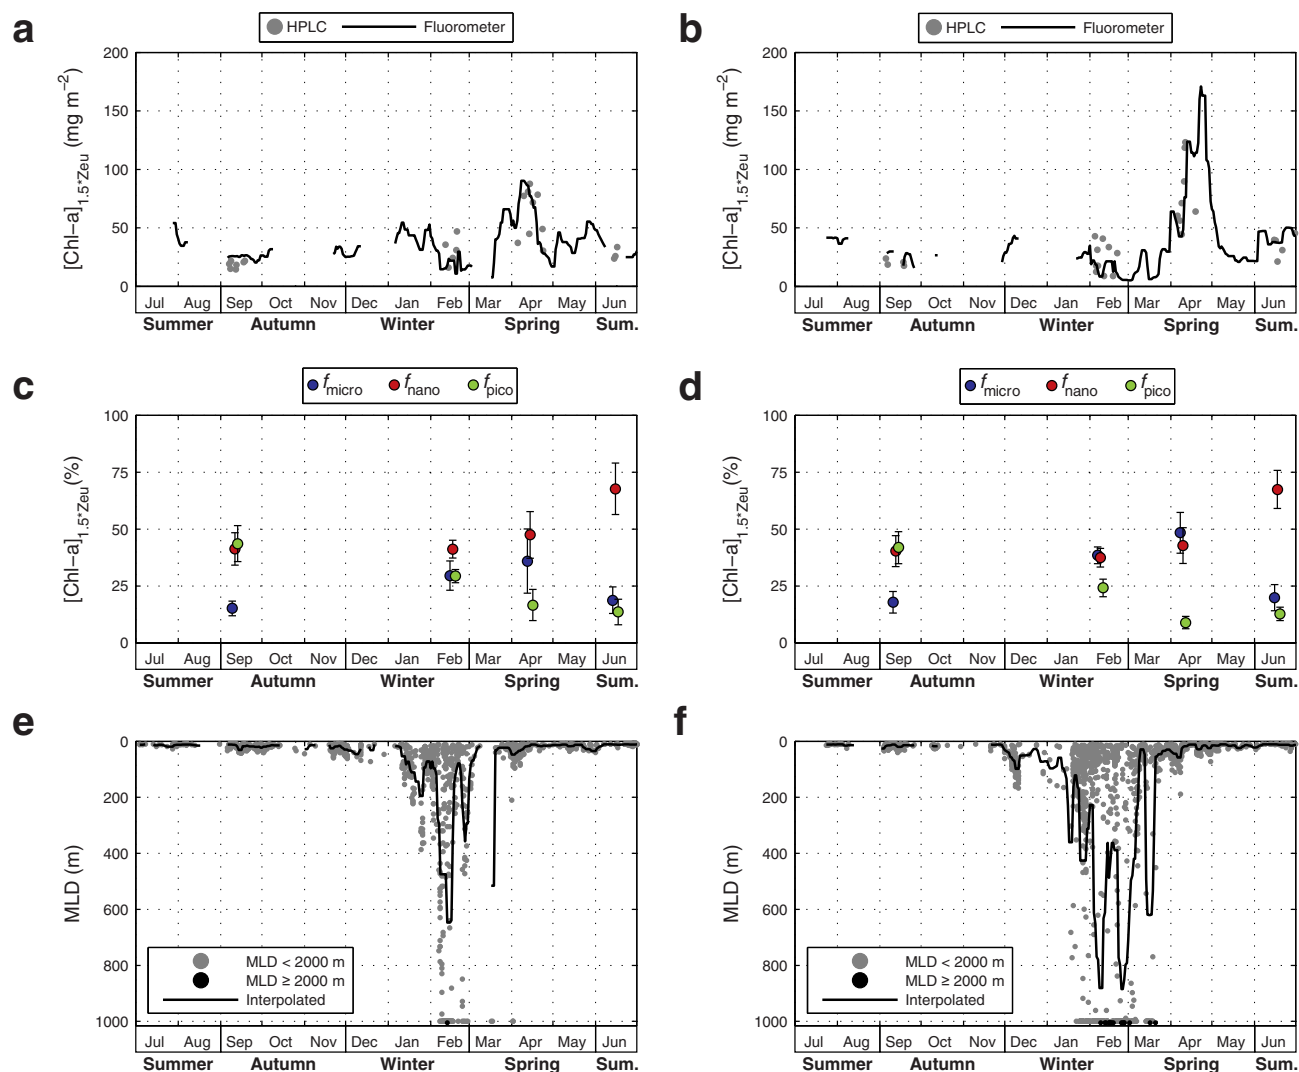 a
HPLC Fluorometer
[Chl−a]1.5*Zeu (mg m−2)
200
150
100
50
0
Jul Aug Sep Oct Nov Dec Jan Feb Mar Apr May Jun
Summer Autumn Winter Spring Sum.
b
HPLC Fluorometer
[Chl−a]1.5*Zeu (mg m−2)
200
150
100
50
0
Jul Aug Sep Oct Nov Dec Jan Feb Mar Apr May Jun
Summer Autumn Winter Spring Sum.
c
fmicro fnano fpico
[Chl−a]1.5*Zeu(%)
100
75
50
25
0
Jul Aug Sep Oct Nov Dec Jan Feb Mar Apr May Jun
Summer Autumn Winter Spring Sum.
d
fmicro fnano fpico
[Chl−a]1.5*Zeu(%)
100
75
50
25
0
Jul Aug Sep Oct Nov Dec Jan Feb Mar Apr May Jun
Summer Autumn Winter Spring Sum.
e
MLD (m)
0
200
400
600
800
1000
MLD < 2000 m
MLD ≥ 2000 m
Interpolated
Jul Aug Sep Oct Nov Dec Jan Feb Mar Apr May Jun
Summer Autumn Winter Spring Sum.
f
MLD (m)
0
200
400
600
800
1000
MLD < 2000 m
MLD ≥ 2000 m
Interpolated
Jul Aug Sep Oct Nov Dec Jan Feb Mar Apr May Jun
Summer Autumn Winter Spring Sum.